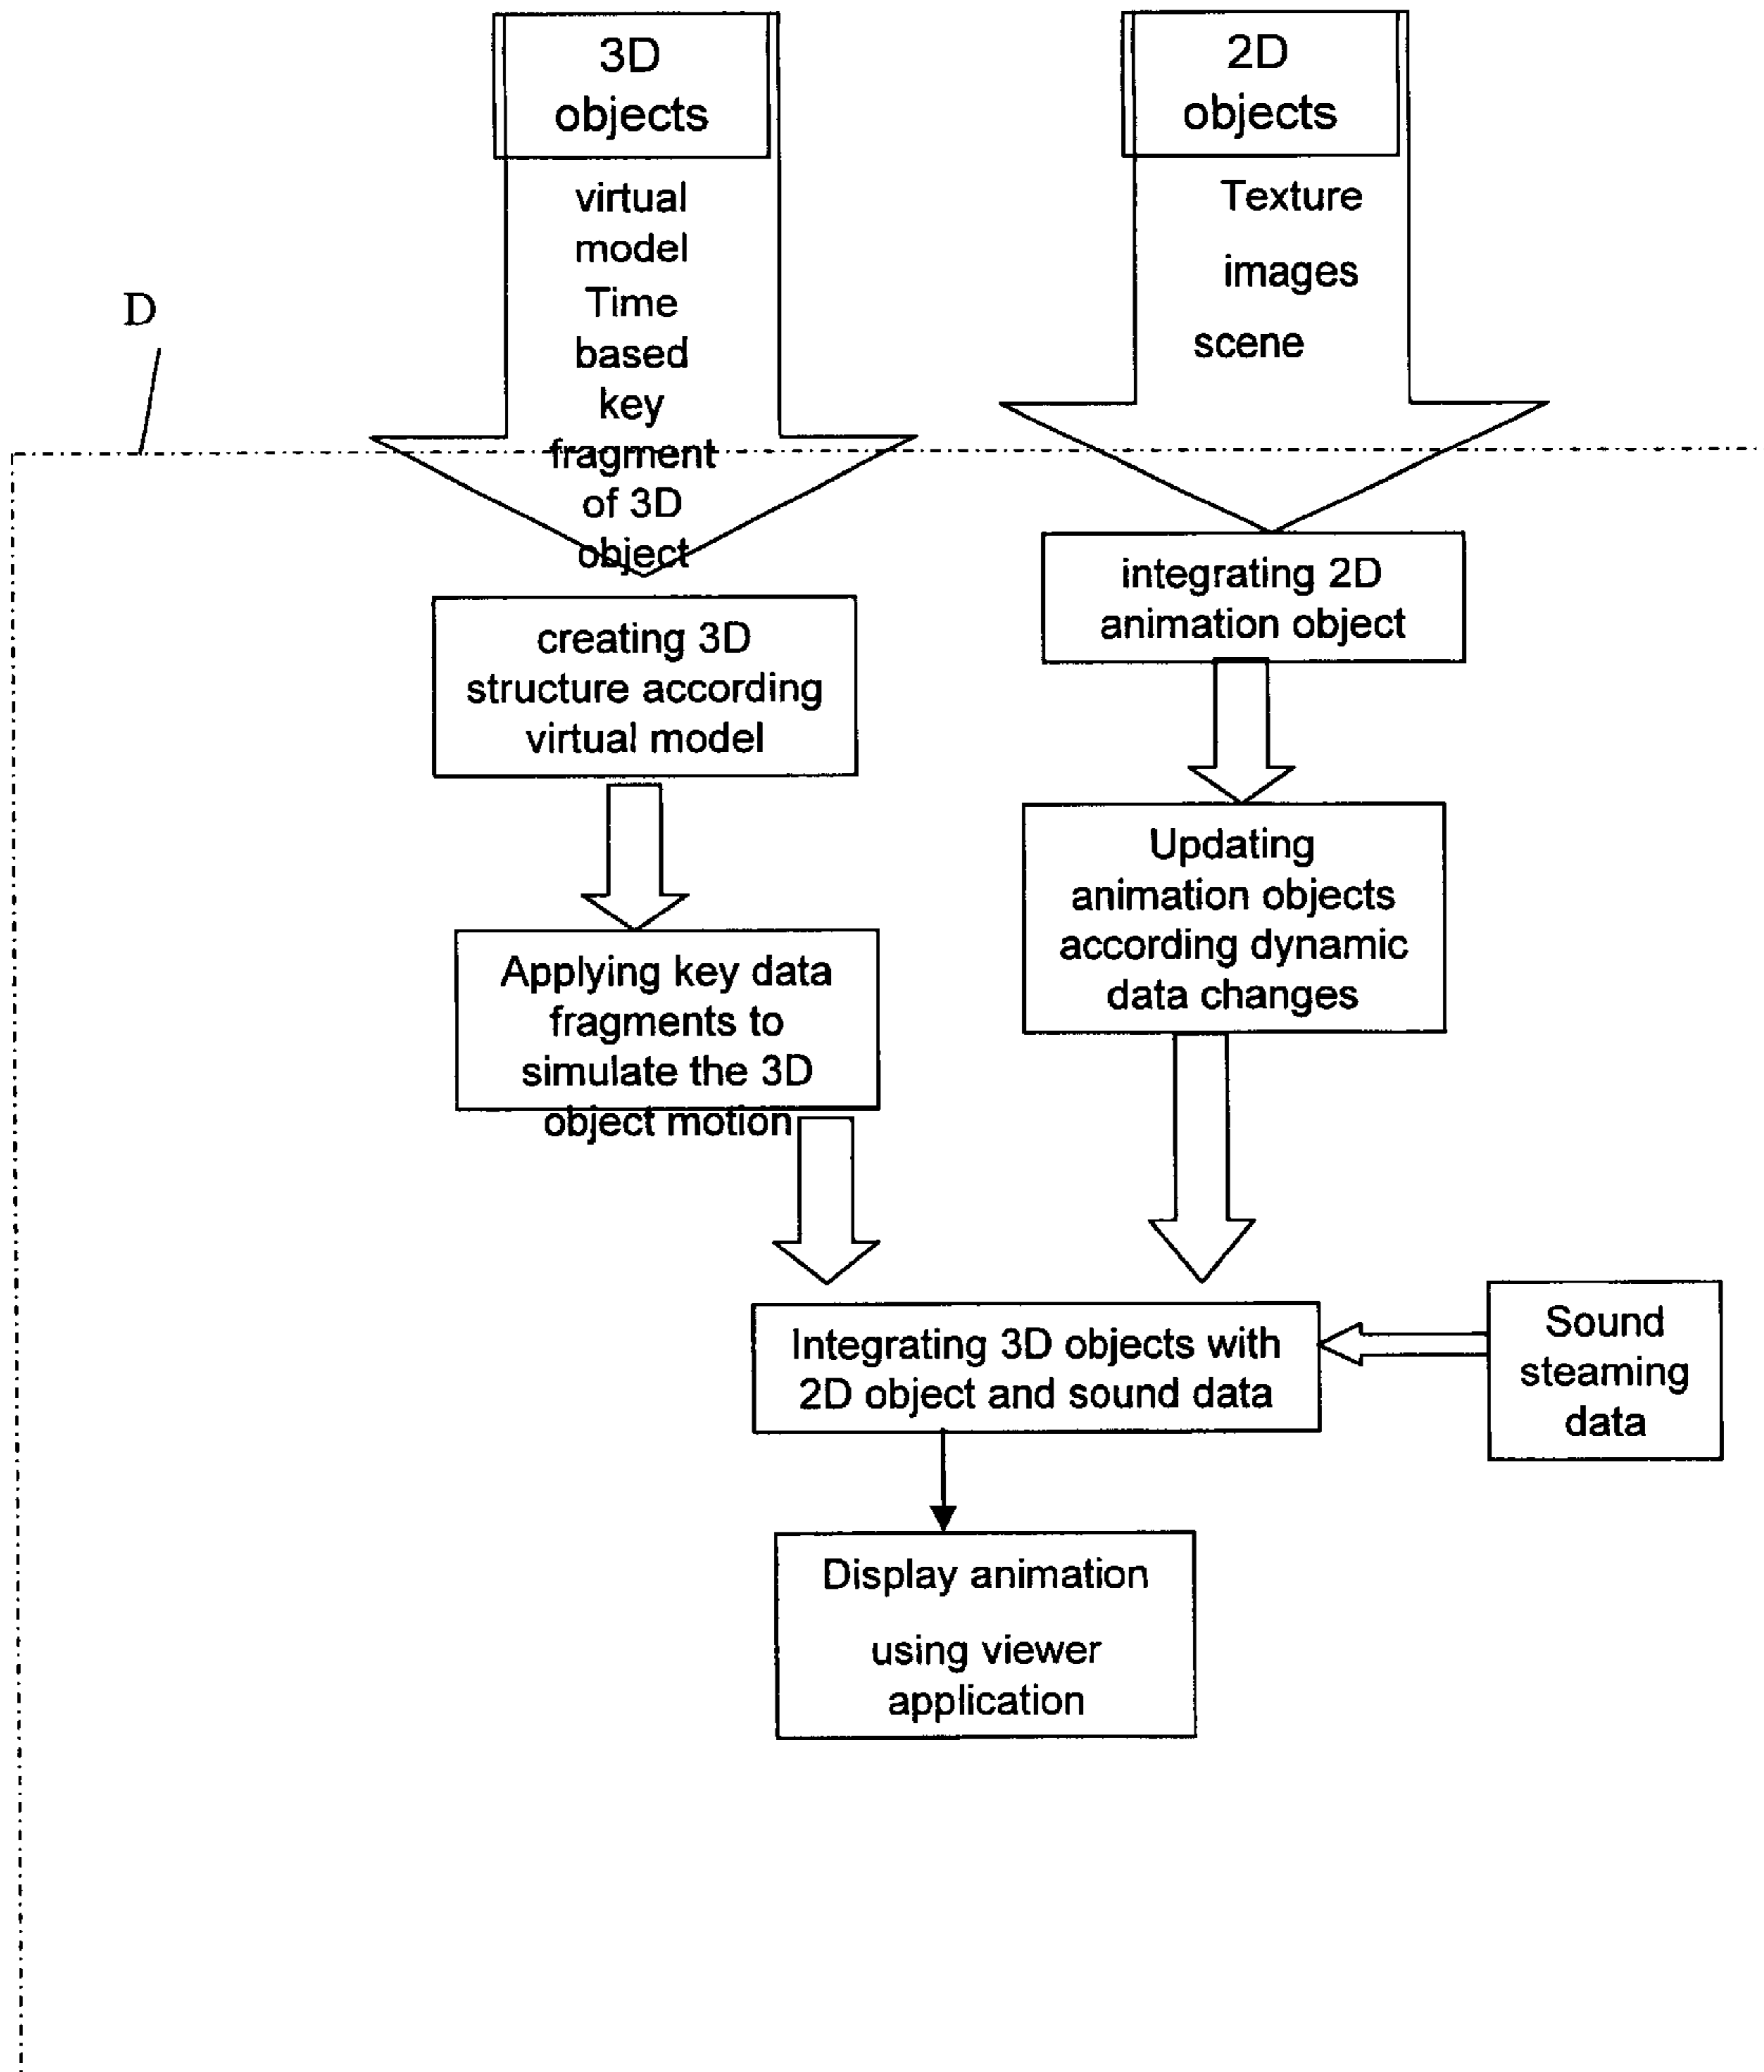 3D
objects
virtual
model
Time
based
key
fragment
of 3D
object
2D
objects
Texture
images
scene
D
creating 3D
structure according
virtual model
integrating 2D
animation object
Applying key data
fragments to
simulate the 3D
object motion
Updating
animation objects
according dynamic
data changes
Integrating 3D objects with
2D object and sound data
Sound
steaming
data
Display animation
using viewer
application